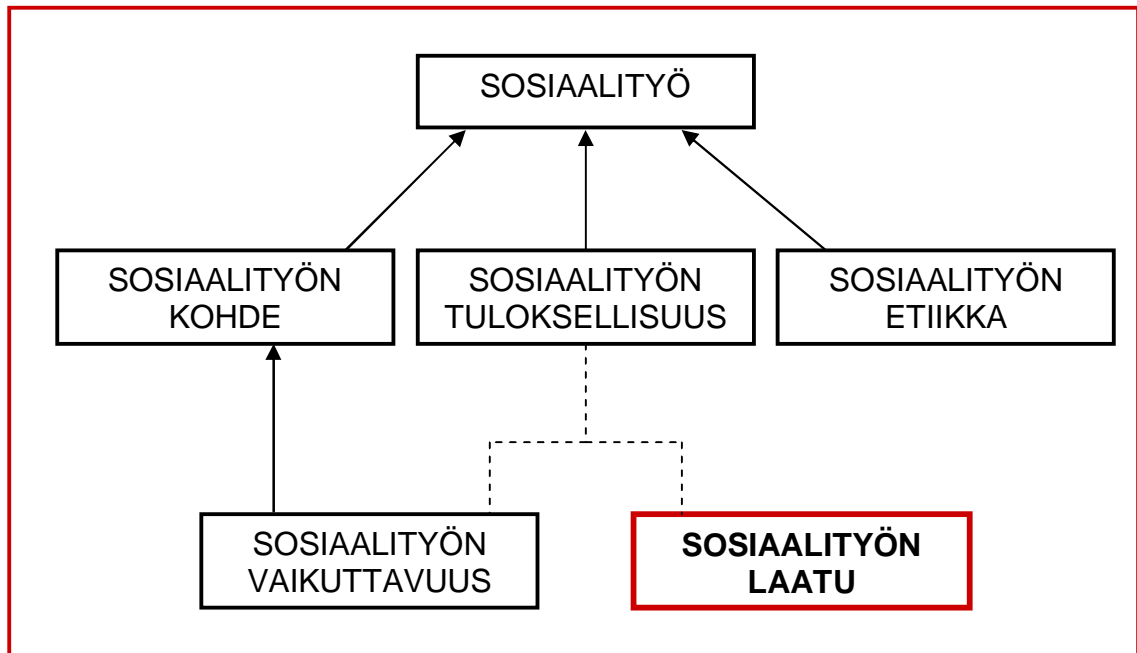 SOSIAALITYÖ
SOSIAALITYÖN
KOHDE
SOSIAALITYÖN
TULOKSELLISUUS
SOSIAALITYÖN
ETIIKKA
SOSIAALITYÖN
VAIKUTTAVUUS
SOSIAALITYÖN
LAATU